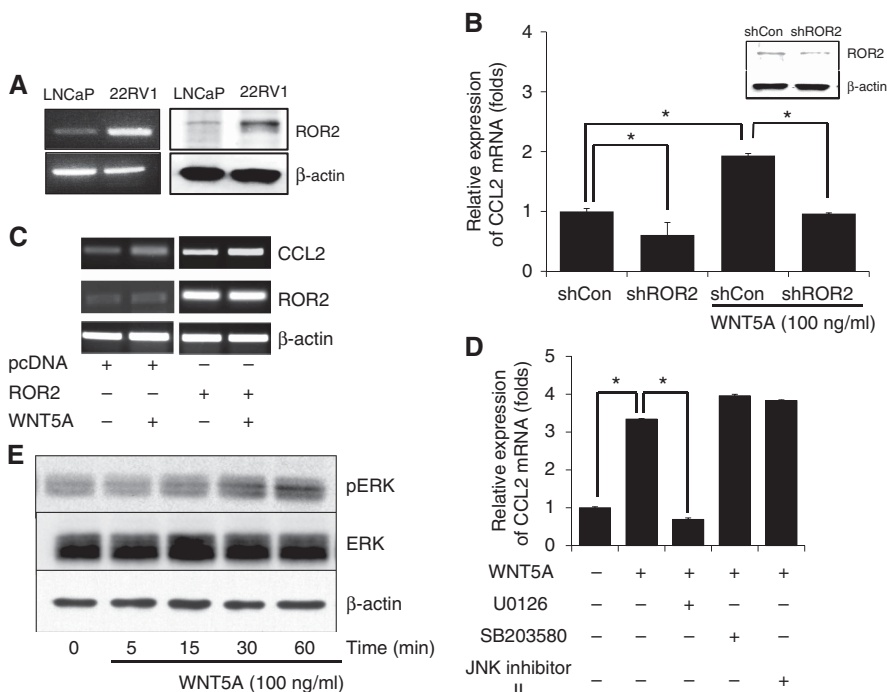 A
LNCaP 22RV1 LNCaP 22RV1
ROR2
β-actin
B
Relative expression
of CCL2 mRNA (folds)
4
3
2
1
0
shCon shROR2
ROR2
β-actin
* * *
shCon shROR2 shCon shROR2
WNT5A (100 ng/ml)
C
CCL2
ROR2
β-actin
pcDNA + + – –
ROR2 – – + +
WNT5A – + – +
D
Relative expression
of CCL2 mRNA (folds)
5
4
3
2
1
0
* *
WNT5A – + + + +
U0126 – – + – –
SB203580 – – – + –
JNK inhibitor – – – – +
II
E
pERK
ERK
β-actin
0 5 15 30 60 Time (min)
WNT5A (100 ng/ml)